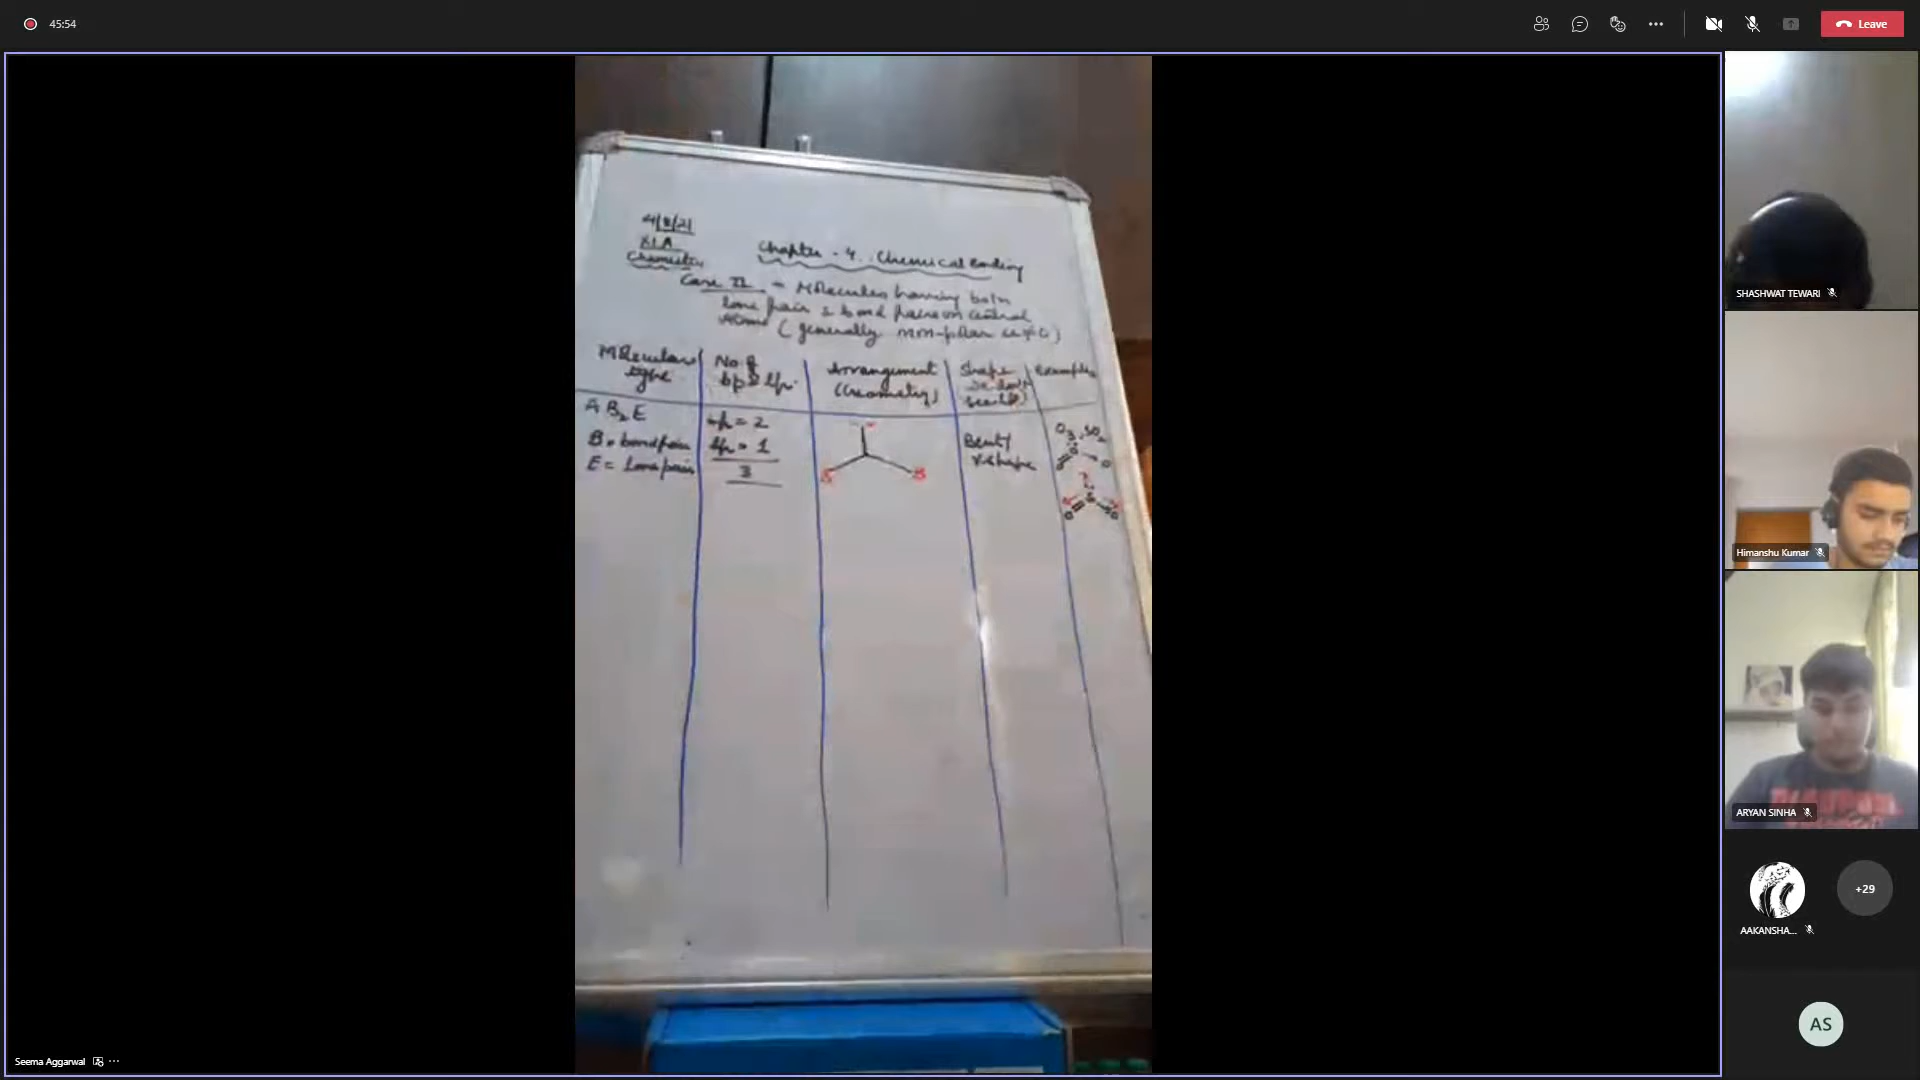 45:54
Leave
4/8/21
XI A
Chemistry
Chapter - 4. Chemical Bonding
Case II - Molecules having both
lone pair & bond pairs on central
atom (generally non-planar
Molecular type
No. of bp & lp.
Arrangement (Geometry)
Shape
Examples
AB₂E
B = bond pair
E = Lone pair
bp = 2
lp = 1
3
B
B
Bent/
V-shape
O₃, SO₂
O
O
O
S
O
O
SHASHWAT TEWARI
Himanshu Kumar
ARYAN SINHA
AAKANSHA...
+29
AS
Seema Aggarwal